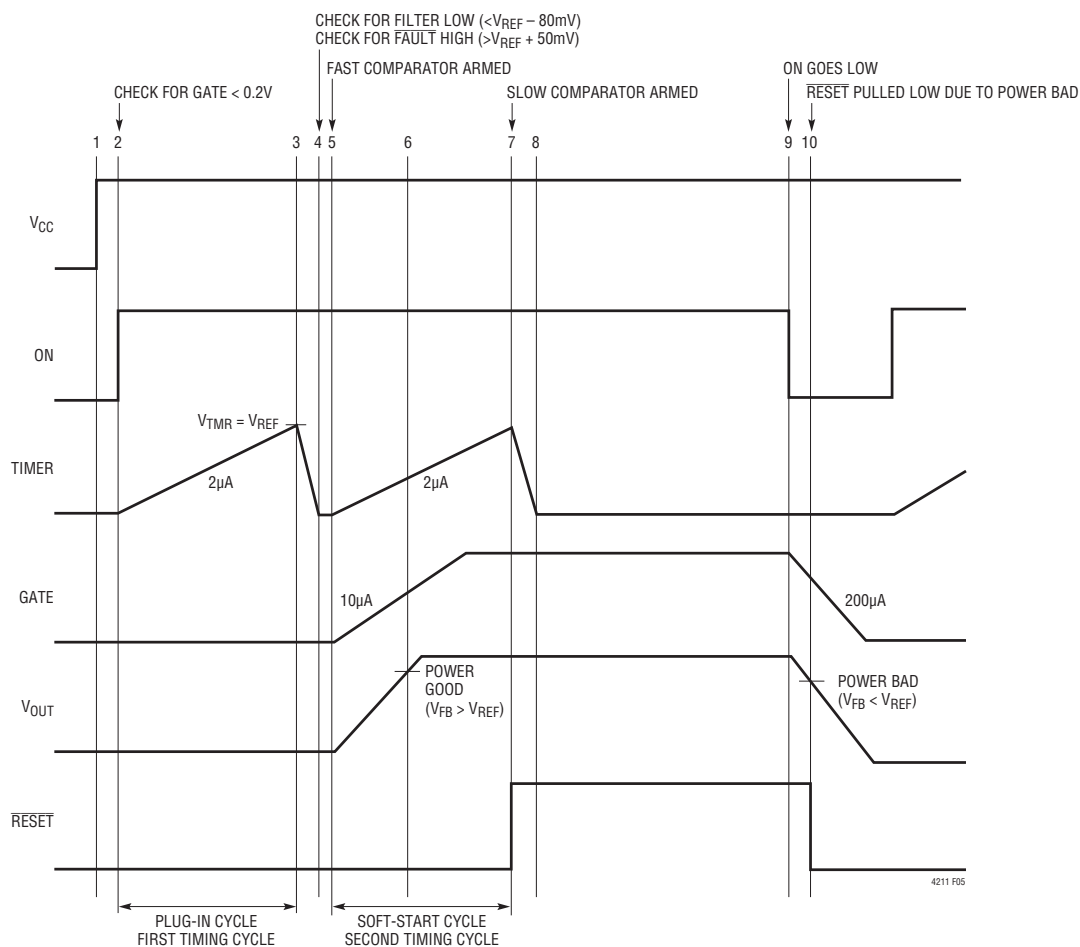 CHECK FOR FILTER LOW (<VREF – 80mV)
CHECK FOR FAULT HIGH (>VREF + 50mV)
FAST COMPARATOR ARMED
ON GOES LOW
CHECK FOR GATE < 0.2V
SLOW COMPARATOR ARMED
RESET PULLED LOW DUE TO POWER BAD
1 2 3 4 5 6 7 8 9 10
VCC
ON
VTMR = VREF
TIMER
2µA
2µA
GATE
10µA
200µA
POWER
GOOD
(VFB > VREF)
POWER BAD
(VFB < VREF)
VOUT
RESET
4211 F05
PLUG-IN CYCLE
FIRST TIMING CYCLE
SOFT-START CYCLE
SECOND TIMING CYCLE